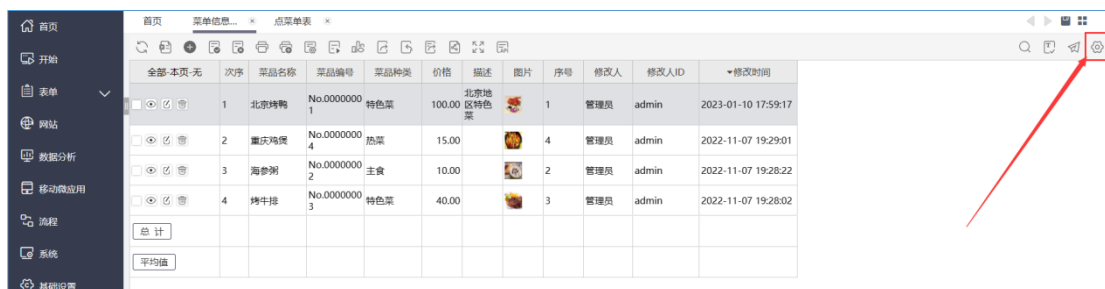 首页
开始
表单
网站
数据分析
移动微应用
流程
系统
基础设置
首页 菜单信息... × 点菜单表 ×
全部-本页-无 次序 菜品名称 菜品编号 菜品种类 价格 描述 图片 序号 修改人 修改人ID ▾修改时间
1 北京烤鸭 No.00000001 特色菜 100.00 北京地区特色菜 1 管理员 admin 2023-01-10 17:59:17
2 重庆鸡煲 No.00000004 热菜 15.00 4 管理员 admin 2022-11-07 19:29:01
3 海参粥 No.00000002 主食 10.00 2 管理员 admin 2022-11-07 19:28:22
4 烤牛排 No.00000003 特色菜 40.00 3 管理员 admin 2022-11-07 19:28:02
总 计
平均值